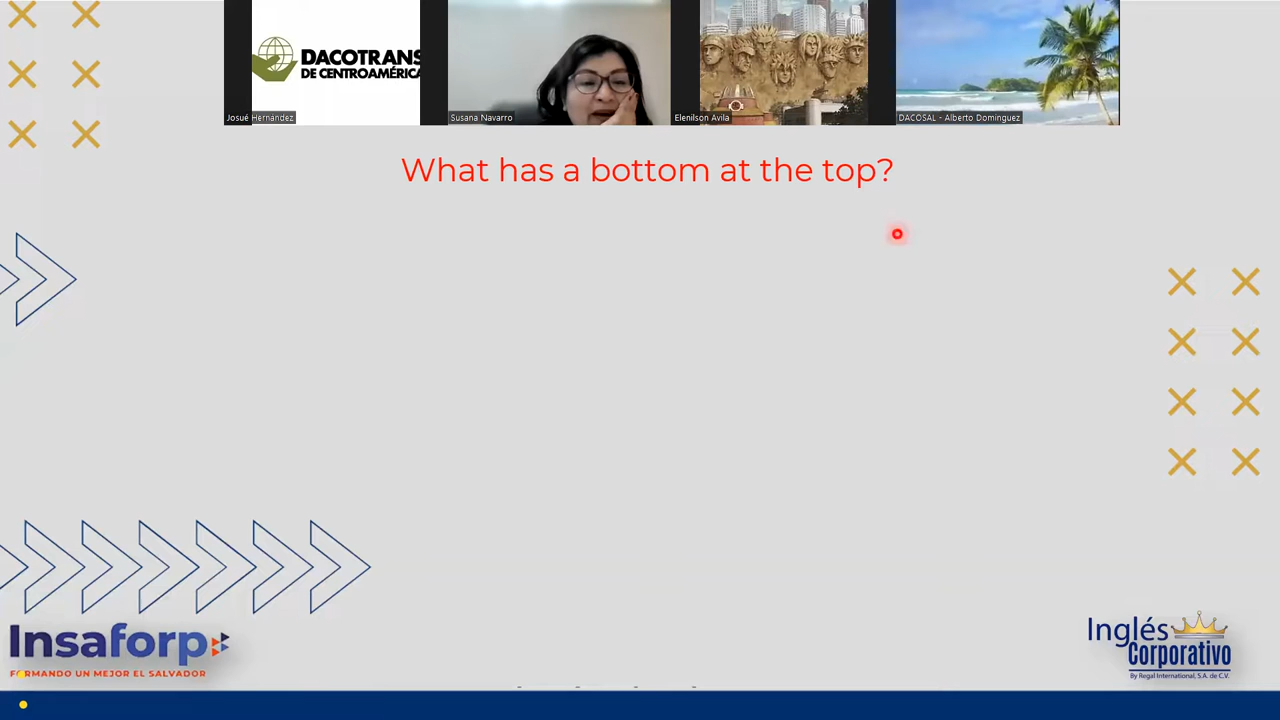 DACOTRANS
DE CENTROAMÉRICA
Josué Hernández
Susana Navarro
Elenilson Avila
DACOSAL - Alberto Dominguez
What has a bottom at the top?
Insaforp
FORMANDO UN MEJOR EL SALVADOR
Inglés
Corporativo
By Regal International, S.A. de C.V.